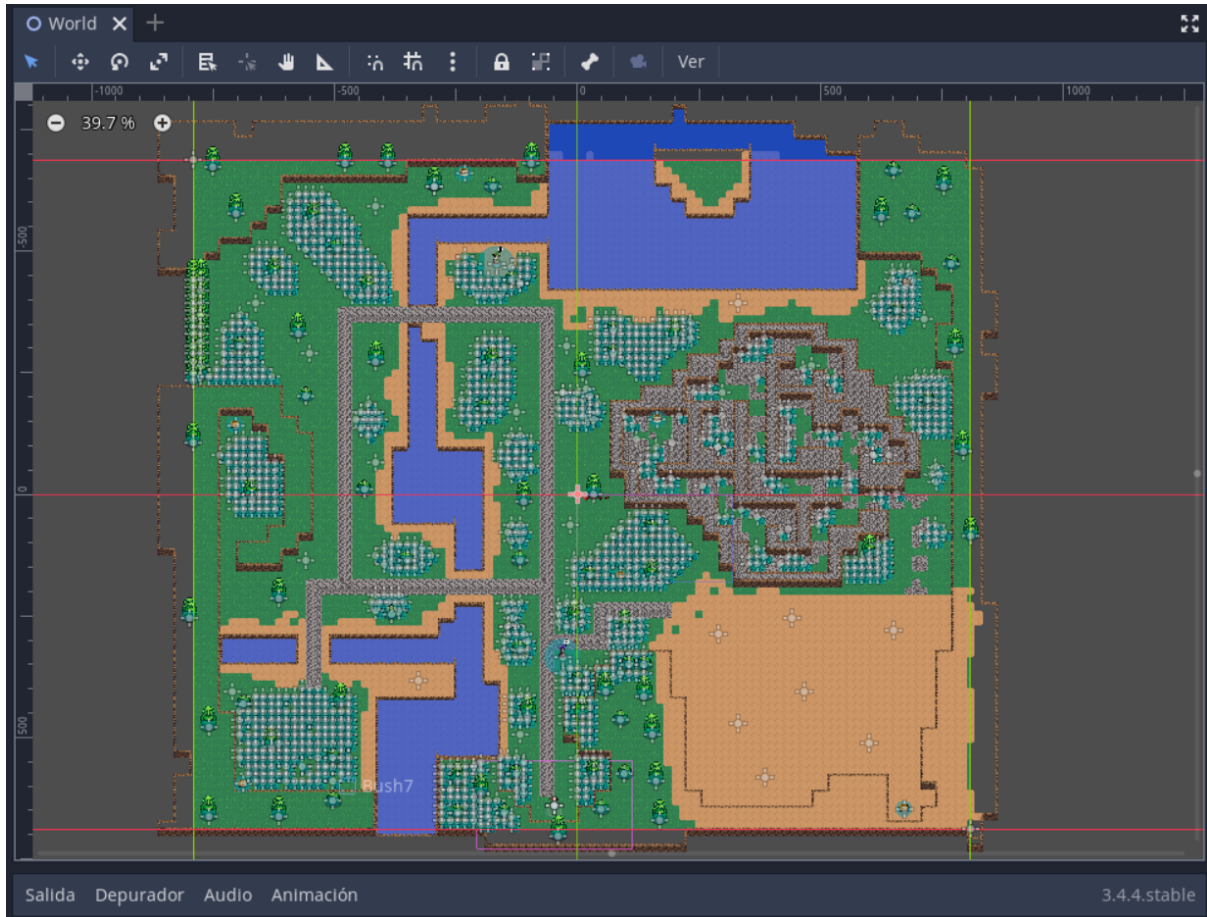 World
Ver
-1000
-500
0
500
1000
39.7 %
-500
0
500
Bush7
Salida Depurador Audio Animación
3.4.4.stable